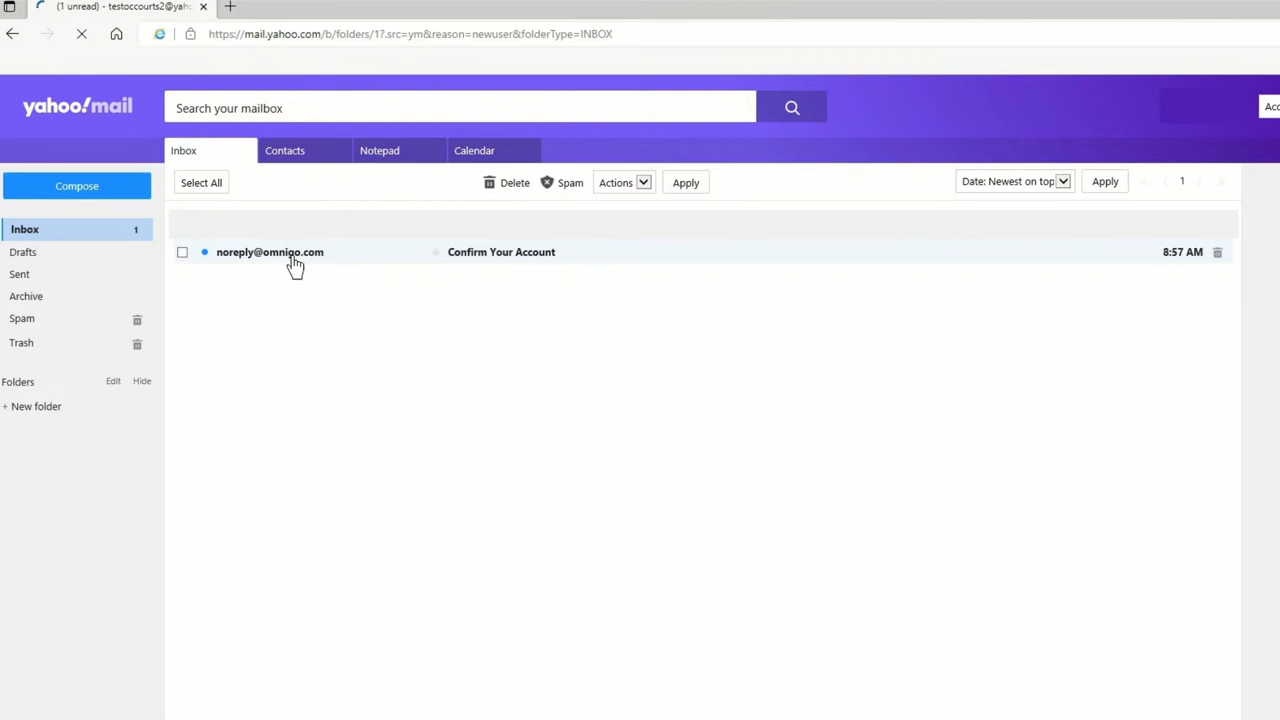 (1 unread) - testoccourts2@yaho
https://mail.yahoo.com/b/folders/1?.src=ym&reason=newuser&folderType=INBOX
yahoo!mail
Search your mailbox
Acc
Inbox
Contacts
Notepad
Calendar
Compose
Select All
Delete
Spam
Actions
Apply
Date: Newest on top
Apply
« ‹ 1 › »
Inbox 1
noreply@omnigo.com Confirm Your Account 8:57 AM
Drafts
Sent
Archive
Spam
Trash
Folders Edit Hide
+ New folder